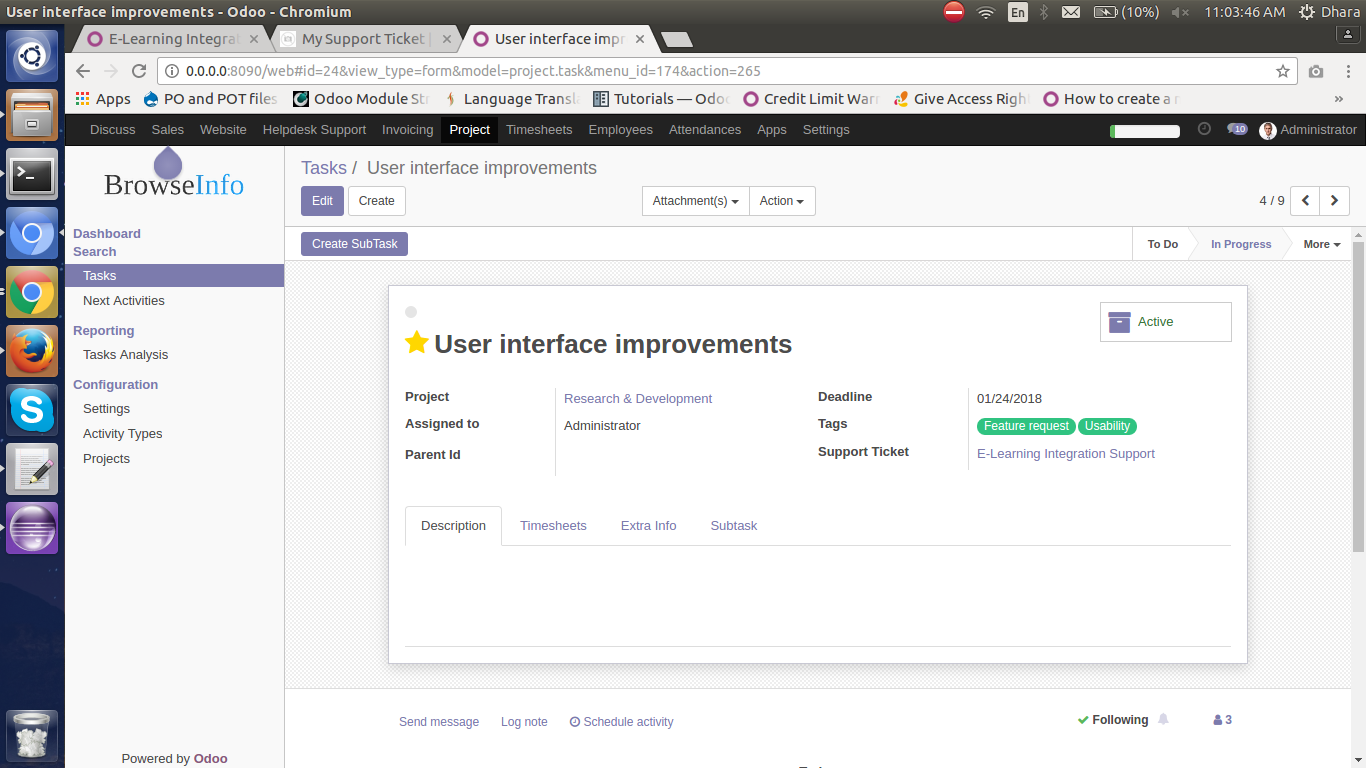 User interface improvements - Odoo - Chromium
En (10%) 11:03:46 AM Dhara
E-Learning Integrat
My Support Ticket |
User interface impr
0.0.0.0:8090/web#id=24&view_type=form&model=project.task&menu_id=174&action=265
Apps PO and POT files Odoo Module Str Language Transla Tutorials — Odoo Credit Limit Warn Give Access Right How to create a »
Discuss Sales Website Helpdesk Support Invoicing Project Timesheets Employees Attendances Apps Settings 10 Administrator
BrowseInfo
Dashboard
Search
Tasks
Next Activities
Reporting
Tasks Analysis
Configuration
Settings
Activity Types
Projects
Powered by Odoo
Tasks / User interface improvements
Edit Create Attachment(s) Action 4 / 9
Create SubTask To Do In Progress More
Active
User interface improvements
Project Research & Development
Assigned to Administrator
Parent Id
Deadline 01/24/2018
Tags Feature request Usability
Support Ticket E-Learning Integration Support
Description Timesheets Extra Info Subtask
Send message Log note Schedule activity Following 3